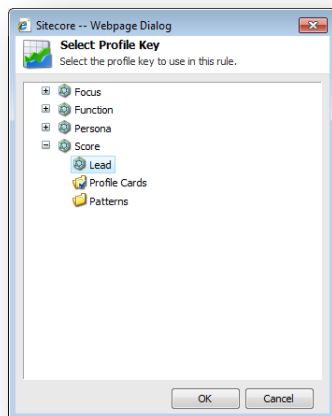 Sitecore -- Webpage Dialog
Select Profile Key
Select the profile key to use in this rule.
Focus
Function
Persona
Score
Lead
Profile Cards
Patterns
OK
Cancel